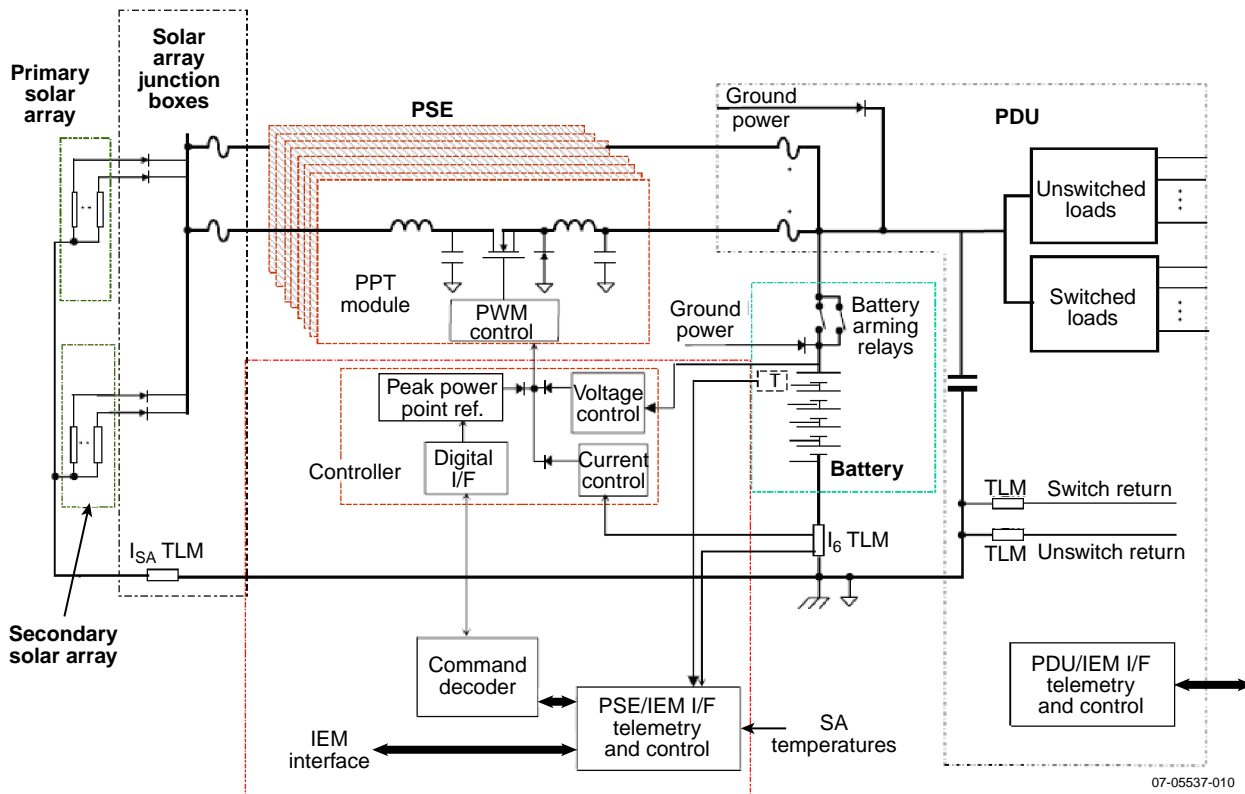 Primary
solar
array
Solar
array
junction
boxes
PSE
Ground
power
PDU
Unswitched
loads
Switched
loads
PPT
module
PWM
control
Ground
power
Battery
arming
relays
T
Peak power
point ref.
Voltage
control
Controller
Digital
I/F
Current
control
Battery
TLM
Switch return
TLM
Unswitch return
I6 TLM
ISA TLM
Secondary
solar array
Command
decoder
PSE/IEM I/F
telemetry
and control
IEM
interface
SA
temperatures
PDU/IEM I/F
telemetry
and control
07-05537-010